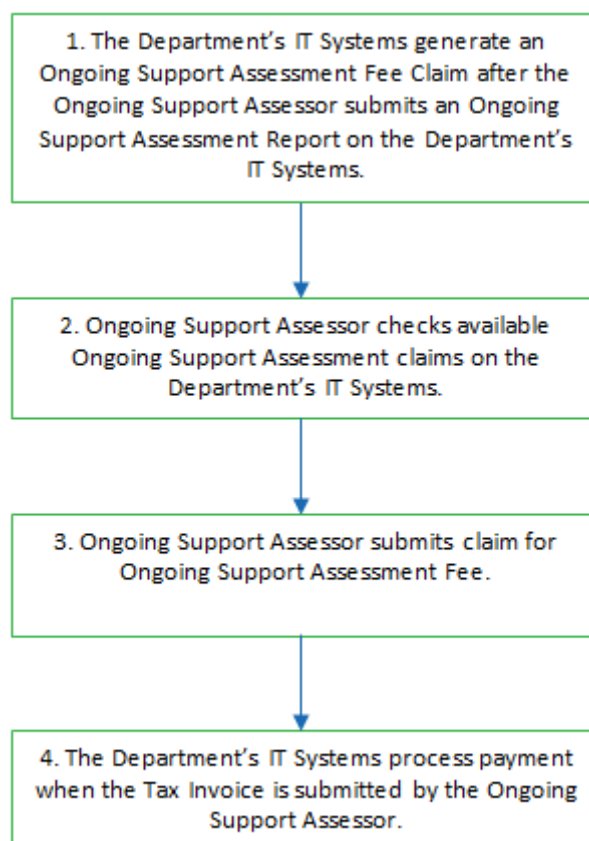 1. The Department's IT Systems generate an
Ongoing Support Assessment Fee Claim after the
Ongoing Support Assessor submits an Ongoing
Support Assessment Report on the Department's
IT Systems.
2. Ongoing Support Assessor checks available
Ongoing Support Assessment claims on the
Department's IT Systems.
3. Ongoing Support Assessor submits claim for
Ongoing Support Assessment Fee.
4. The Department's IT Systems process payment
when the Tax Invoice is submitted by the Ongoing
Support Assessor.